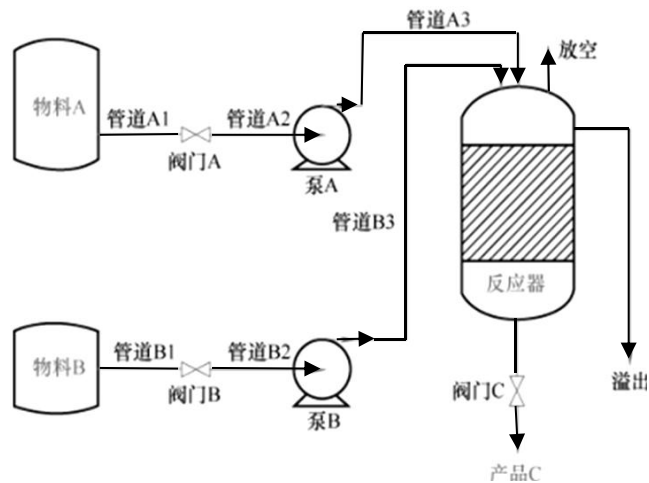 管道A3
放空
物料A
管道A1
管道A2
阀门A
泵A
管道B3
反应器
物料B
管道B1
管道B2
阀门B
泵B
阀门C
溢出
产品C